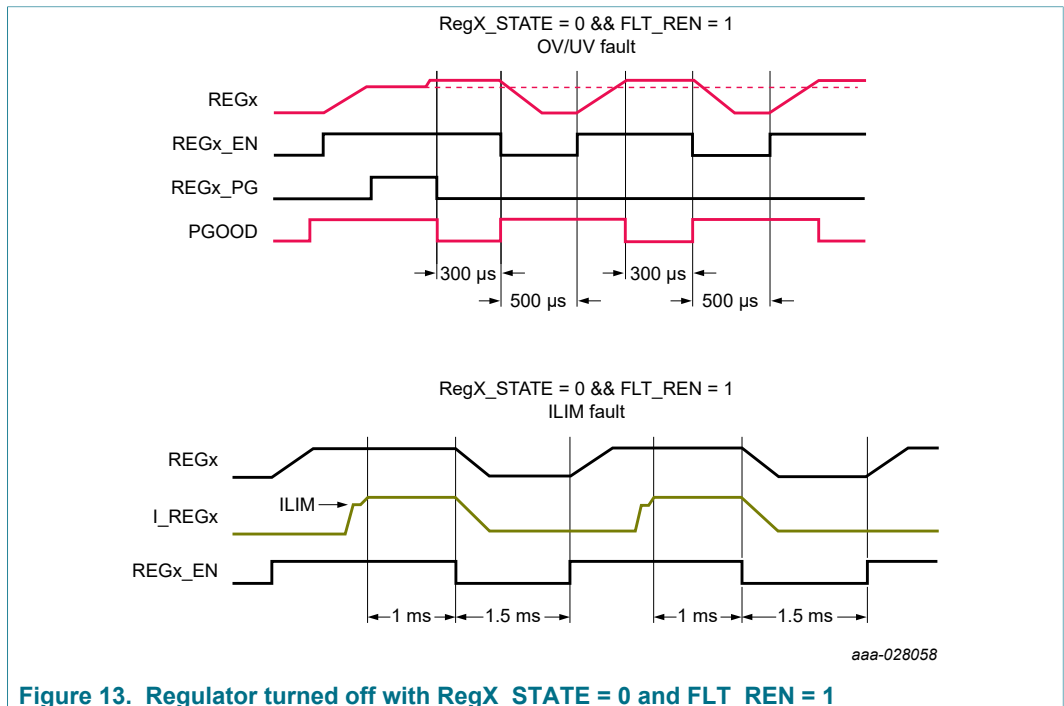 RegX_STATE = 0 && FLT_REN = 1
OV/UV fault
REGx
REGx_EN
REGx_PG
PGOOD
300 µs
300 µs
500 µs
500 µs
RegX_STATE = 0 && FLT_REN = 1
ILIM fault
REGx
ILIM
I_REGx
REGx_EN
1 ms
1.5 ms
1 ms
1.5 ms
aaa-028058
Figure 13. Regulator turned off with RegX_STATE = 0 and FLT_REN = 1